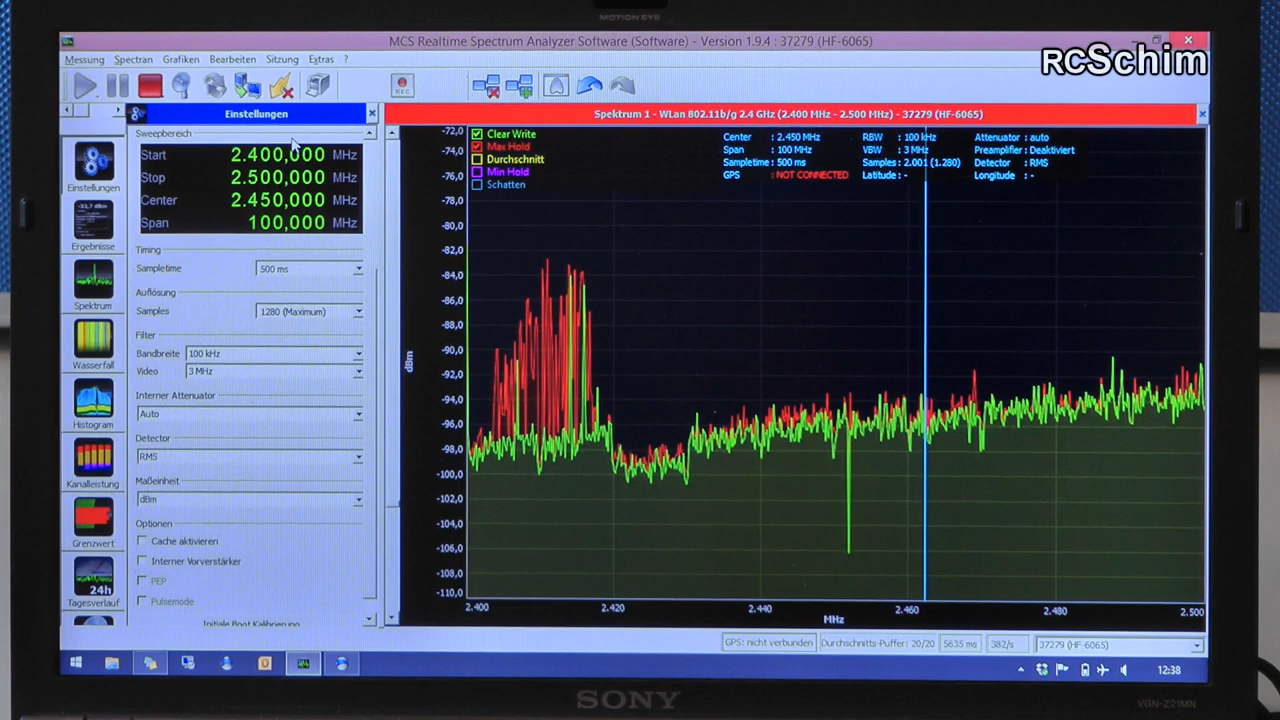 MOTION EYE
MCS Realtime Spectrum Analyzer Software (Software) - Version 1.9.4 : 37279 (HF-6065)
RCSchim
Messung Spectran Grafiken Bearbeiten Sitzung Extras ?
REC
Einstellungen
Spektrum 1 - WLan 802.11b/g 2.4 GHz (2.400 MHz - 2.500 MHz) - 37279 (HF-6065)
Sweepbereich
Start 2.400,000 MHz
Stop 2.500,000 MHz
Center 2.450,000 MHz
Span 100,000 MHz
Timing
Sampletime 500 ms
Auflösung
Samples 1280 (Maximum)
Filter
Bandbreite 100 kHz
Video 3 MHz
Interner Attenuator
Auto
Detector
RMS
Maßeinheit
dBm
Optionen
Cache aktivieren
Interner Vorverstärker
PEP
Pulsemode
Initiale Boot Kalibrierung
Einstellungen
Ergebnisse
Spektrum
Wasserfall
Histogram
Kanalleistung
Grenzwert
24h
Tagesverlauf
Clear Write
Max Hold
Durchschnitt
Min Hold
Schatten
Center : 2.450 MHz RBW : 100 kHz Attenuator : auto
Span : 100 MHz VBW : 3 MHz Preamplifier : Deaktiviert
Sampletime : 500 ms Samples : 2.001 (1.280) Detector : RMS
GPS : NOT CONNECTED Latitude : - Longitude : -
-72,0
-74,0
-76,0
-78,0
-80,0
-82,0
-84,0
-86,0
-88,0
-90,0
-92,0
-94,0
-96,0
-98,0
-100,0
-102,0
-104,0
-106,0
-108,0
-110,0
dBm
2.400 2.420 2.440 2.460 2.480 2.500
MHz
GPS: nicht verbunden Durchschnitts-Puffer: 20/20 5635 ms 382/s 37279 (HF-6065)
12:38
SONY
VGN-Z21MN